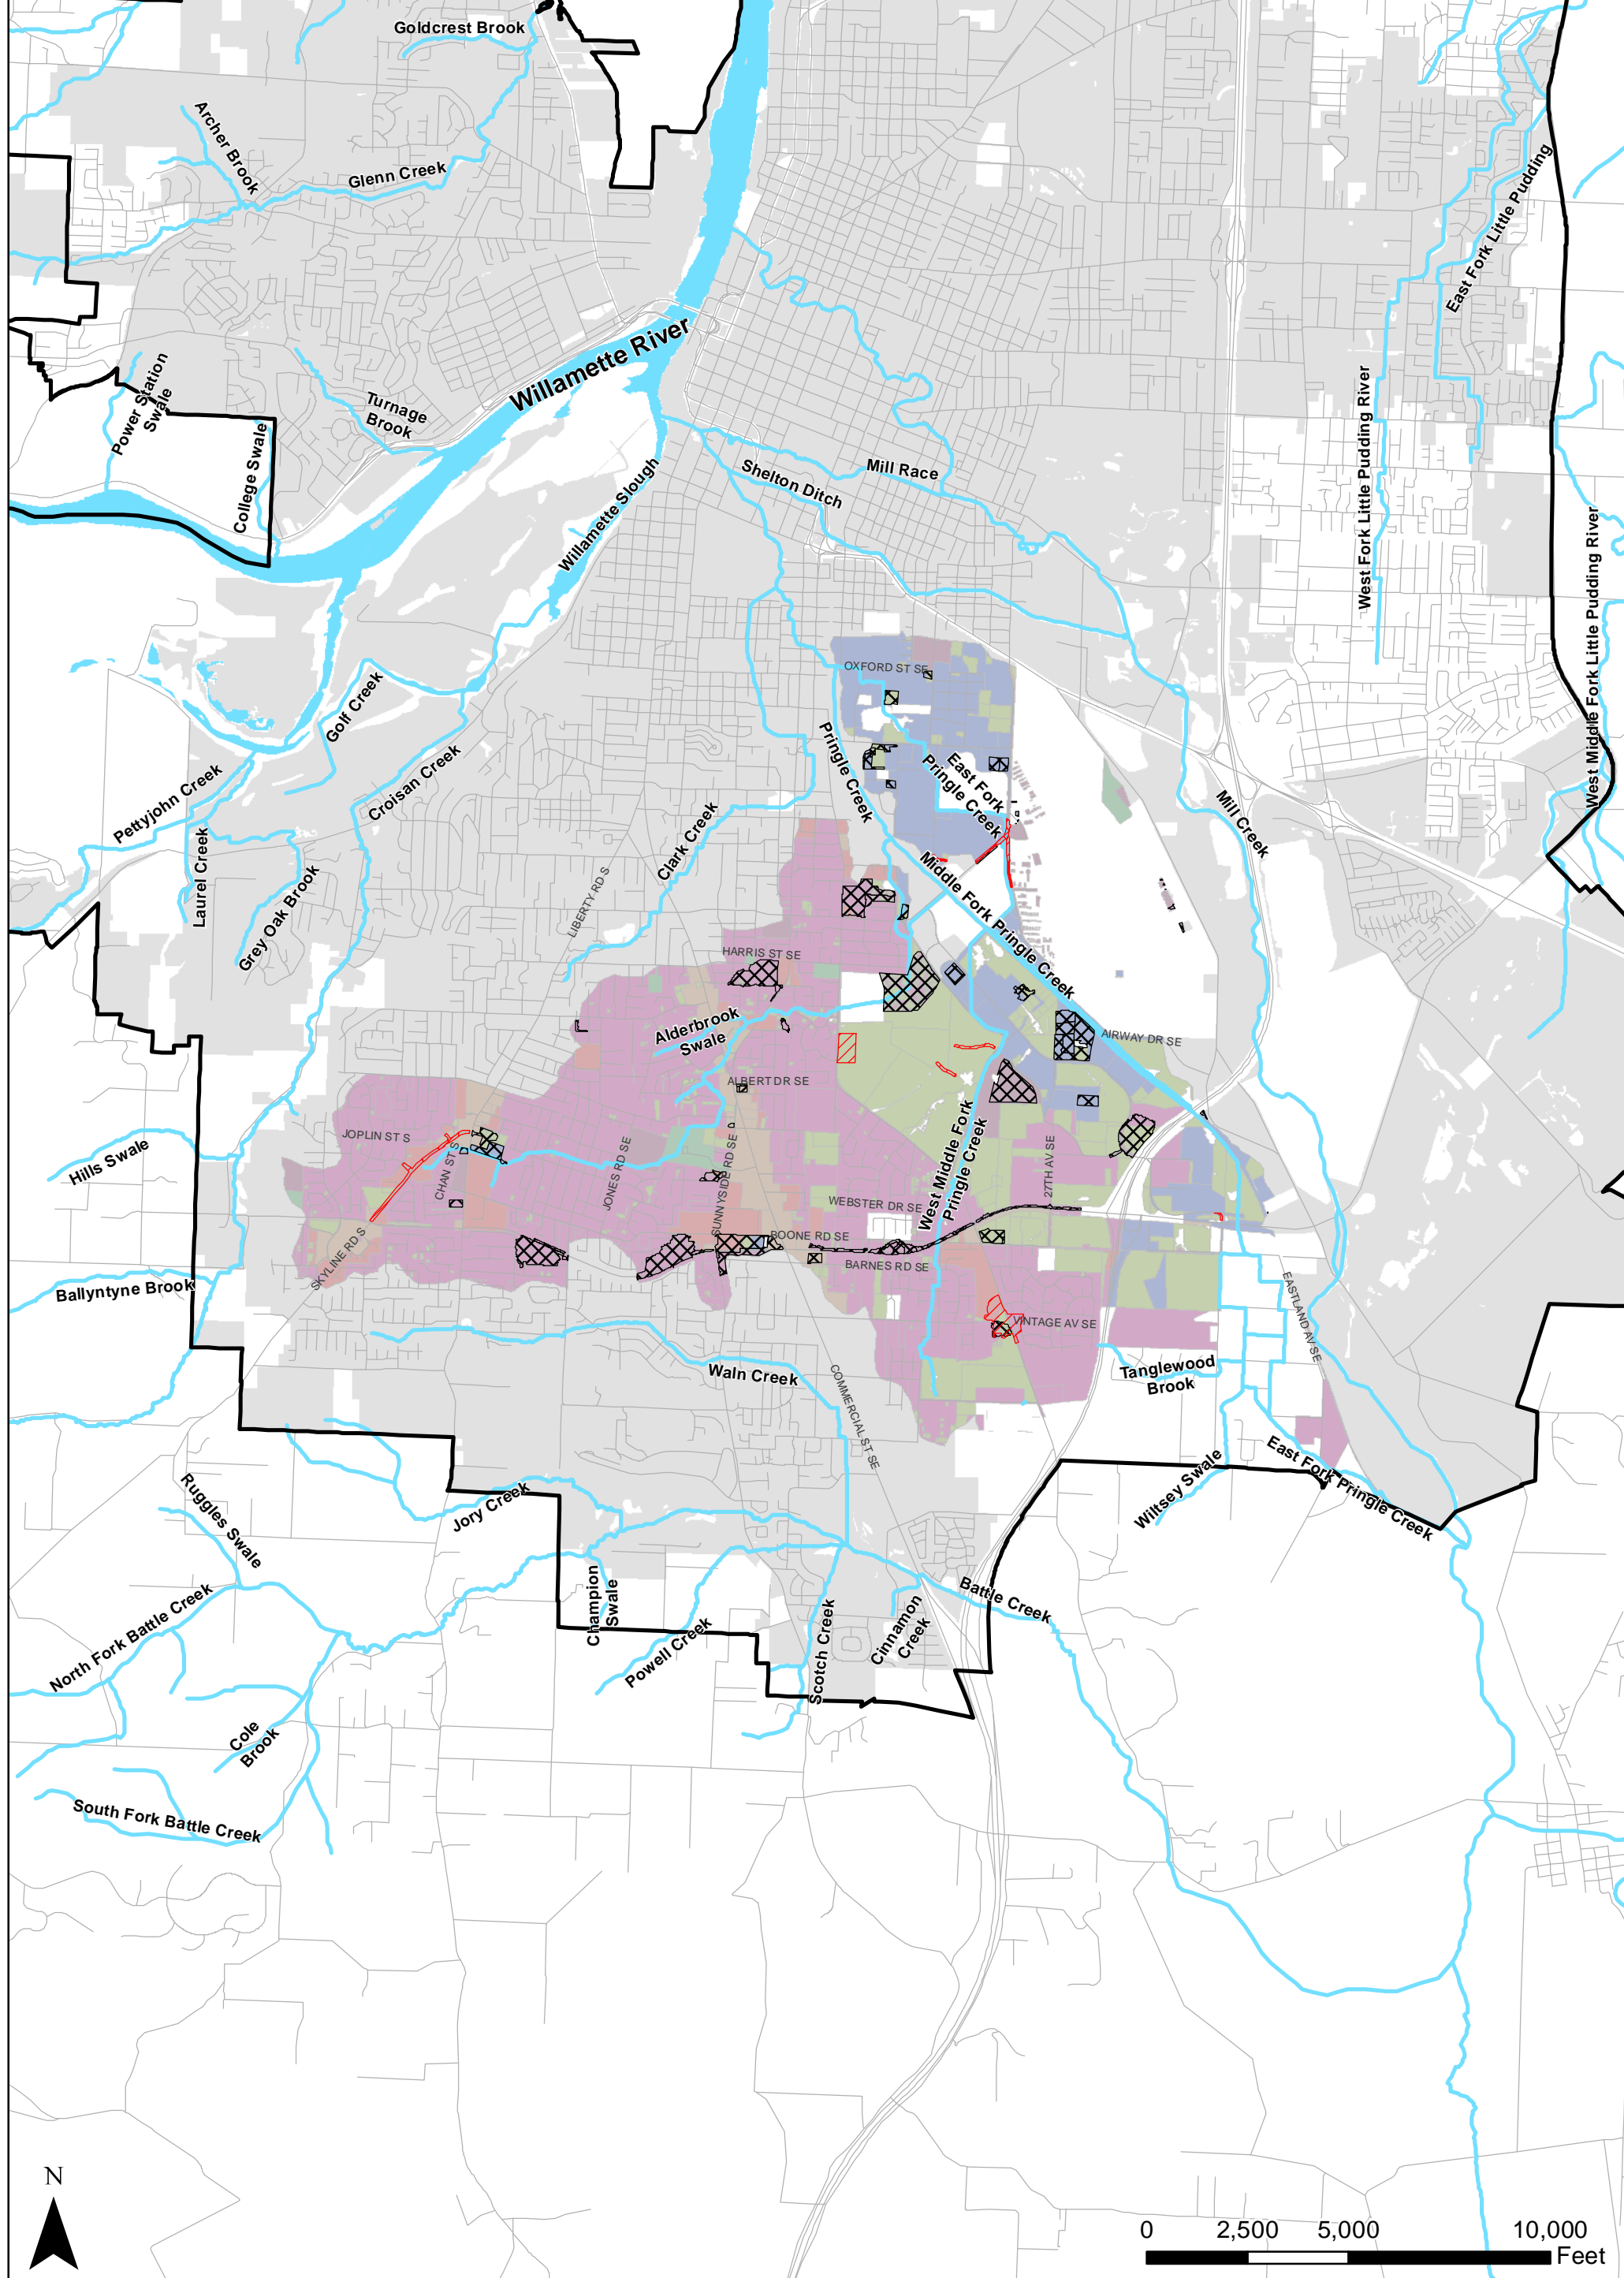 Goldcrest Brook
Archer Brook
Glenn Creek
East Fork Little Pudding
Willamette River
Power Station
Swale
Turnage
Brook
College Swale
West Fork Little Pudding River
Shelton Ditch
Mill Race
Willamette Slough
West Middle Fork Little Pudding River
OXFORD ST SE
Golf Creek
Pringle Creek
East Fork
Pringle Creek
Croisan Creek
Pettyjohn Creek
Mill Creek
Clark Creek
Laurel Creek
Grey Oak Brook
LIBERTY RD S
Middle Fork Pringle Creek
HARRIS ST SE
Alderbrook
Swale
AIRWAY DR SE
ALBERT DR SE
JOPLIN ST S
Hills Swale
CHAN ST S
JONES RD SE
SUNNYSIDE RD SE
West Middle Fork
Pringle Creek
27TH AV SE
WEBSTER DR SE
SKYLINE RD S
BOONE RD SE
BARNES RD SE
Ballyntyne Brook
EASTLAND AV SE
VINTAGE AV SE
Waln Creek
COMMERCIAL ST SE
Tanglewood
Brook
Ruggles Swale
Jory Creek
Wiltsey Swale
East Fork Pringle Creek
North Fork Battle Creek
Champion
Swale
Powell Creek
Scotch Creek
Cinnamon
Creek
Battle Creek
Cole
Brook
South Fork Battle Creek
N
0 2,500 5,000 10,000
Feet